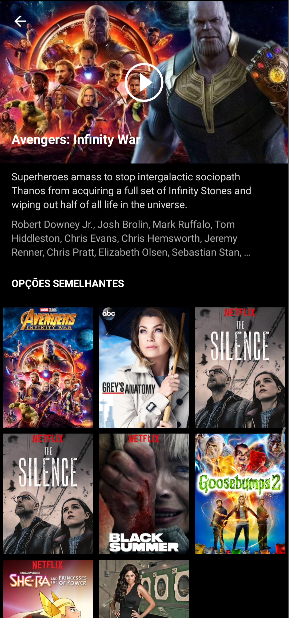 Avengers: Infinity War
Superheroes amass to stop intergalactic sociopath
Thanos from acquiring a full set of Infinity Stones and
wiping out half of all life in the universe.
Robert Downey Jr., Josh Brolin, Mark Ruffalo, Tom
Hiddleston, Chris Evans, Chris Hemsworth, Jeremy
Renner, Chris Pratt, Elizabeth Olsen, Sebastian Stan, ...
OPÇÕES SEMELHANTES
AVENGERS
INFINITY WAR
abc
GREY'S ANATOMY
NETFLIX
THE
SILENCE
NETFLIX
THE
SILENCE
NETFLIX
BLACK
SUMMER
Goosebumps 2
NETFLIX
SHE-RA AND THE PRINCESSES OF POWER